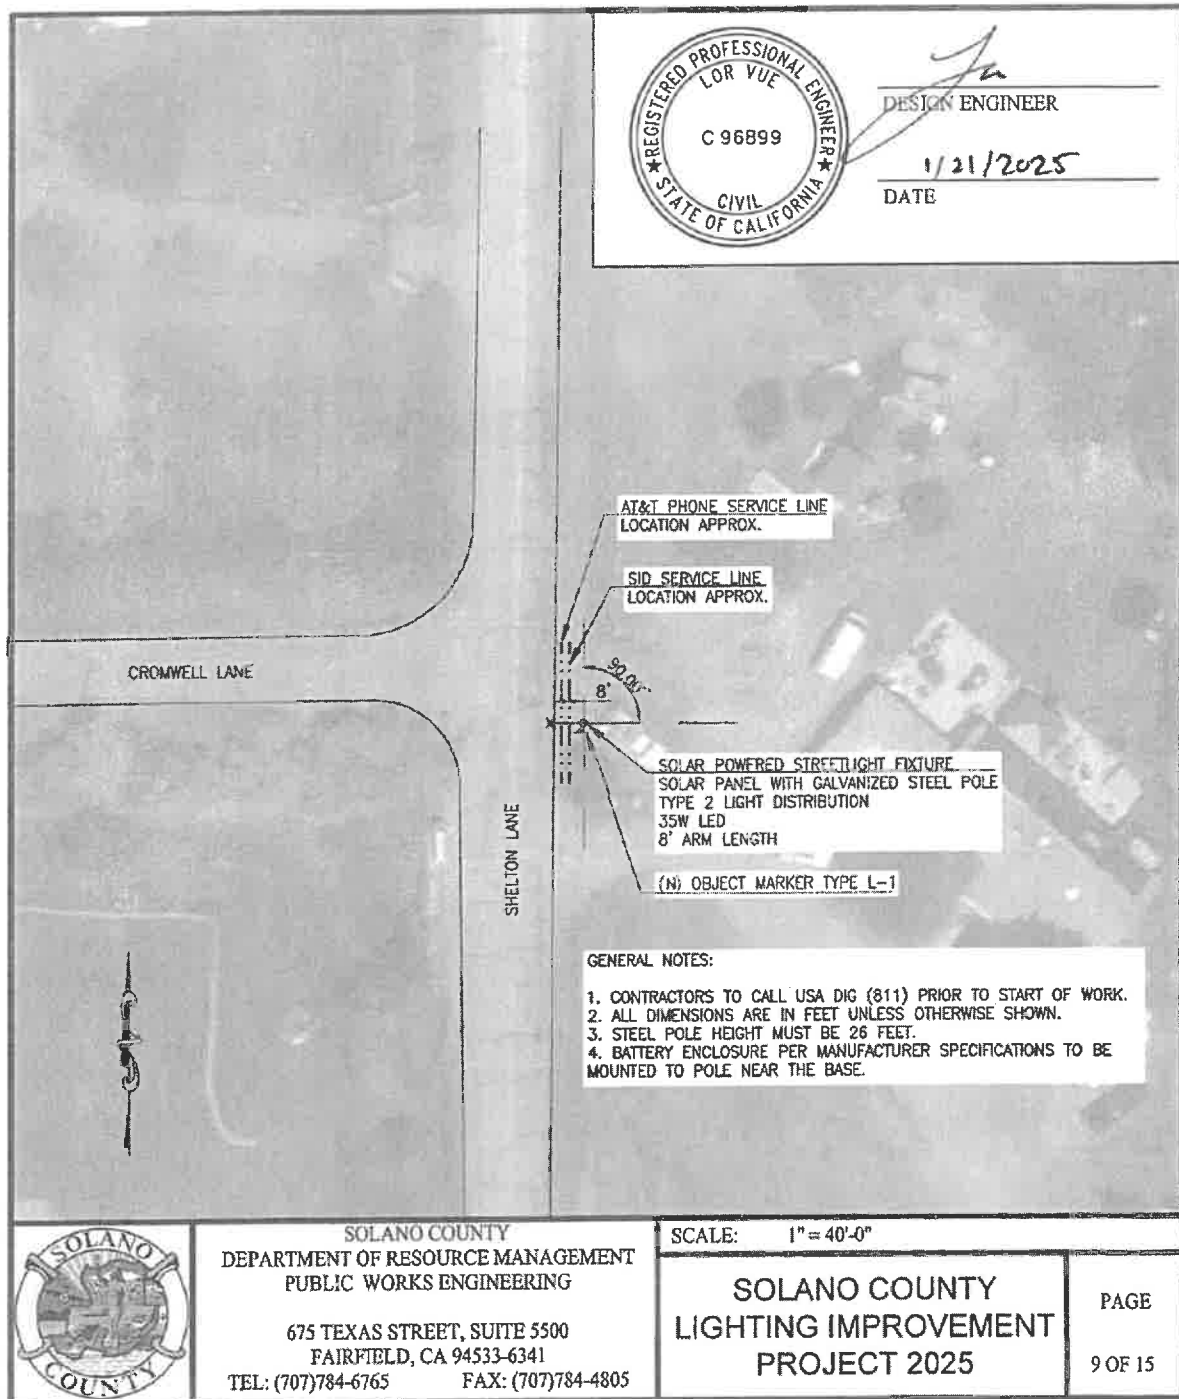 REGISTERED PROFESSIONAL ENGINEER
LOR VUE
C 96899
CIVIL
STATE OF CALIFORNIA
DESIGN ENGINEER
1/21/2025
DATE
AT&T PHONE SERVICE LINE
LOCATION APPROX.
SID SERVICE LINE
LOCATION APPROX.
CROMWELL LANE
90.00°
8'
SOLAR POWERED STREETLIGHT FIXTURE
SOLAR PANEL WITH GALVANIZED STEEL POLE
TYPE 2 LIGHT DISTRIBUTION
35W LED
8' ARM LENGTH
SHELTON LANE
(N) OBJECT MARKER TYPE L-1
GENERAL NOTES:
1. CONTRACTORS TO CALL USA DIG (811) PRIOR TO START OF WORK.
2. ALL DIMENSIONS ARE IN FEET UNLESS OTHERWISE SHOWN.
3. STEEL POLE HEIGHT MUST BE 26 FEET.
4. BATTERY ENCLOSURE PER MANUFACTURER SPECIFICATIONS TO BE
MOUNTED TO POLE NEAR THE BASE.
SOLANO
COUNTY
SOLANO COUNTY
DEPARTMENT OF RESOURCE MANAGEMENT
PUBLIC WORKS ENGINEERING
675 TEXAS STREET, SUITE 5500
FAIRFIELD, CA 94533-6341
TEL: (707)784-6765 FAX: (707)784-4805
SCALE: 1" = 40'-0"
SOLANO COUNTY
LIGHTING IMPROVEMENT
PROJECT 2025
PAGE
9 OF 15